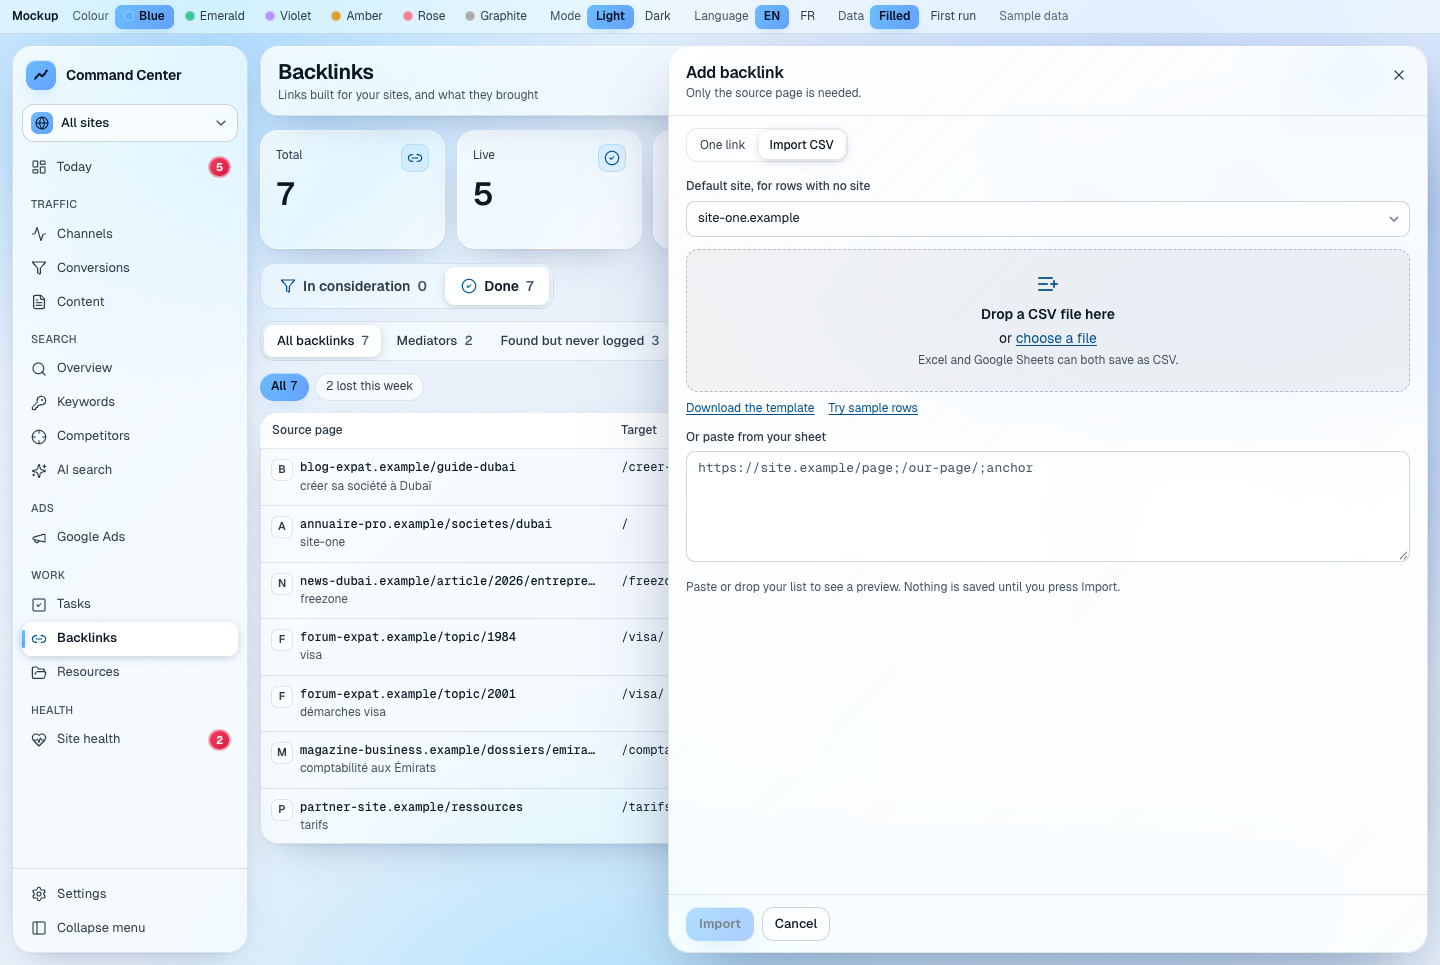 Mockup Colour Blue Emerald Violet Amber Rose Graphite Mode Light Dark Language EN FR Data Filled First run Sample data
Command Center
All sites
Today 5
TRAFFIC
Channels
Conversions
Content
SEARCH
Overview
Keywords
Competitors
AI search
ADS
Google Ads
WORK
Tasks
Backlinks
Resources
HEALTH
Site health 2
Settings
Collapse menu
Backlinks
Links built for your sites, and what they brought
Total
7
Live
5
In consideration 0 Done 7
All backlinks 7 Mediators 2 Found but never logged 3
All 7 2 lost this week
Source page Target
B blog-expat.example/guide-dubai /creer-
créer sa société à Dubaï
A annuaire-pro.example/societes/dubai /
site-one
N news-dubai.example/article/2026/entrepre… /freezo
freezone
F forum-expat.example/topic/1984 /visa/
visa
F forum-expat.example/topic/2001 /visa/
démarches visa
M magazine-business.example/dossiers/emira… /compta
comptabilité aux Émirats
P partner-site.example/ressources /tarifs
tarifs
Add backlink
Only the source page is needed.
One link Import CSV
Default site, for rows with no site
site-one.example
Drop a CSV file here
or choose a file
Excel and Google Sheets can both save as CSV.
Download the template Try sample rows
Or paste from your sheet
https://site.example/page;/our-page/;anchor
Paste or drop your list to see a preview. Nothing is saved until you press Import.
Import Cancel